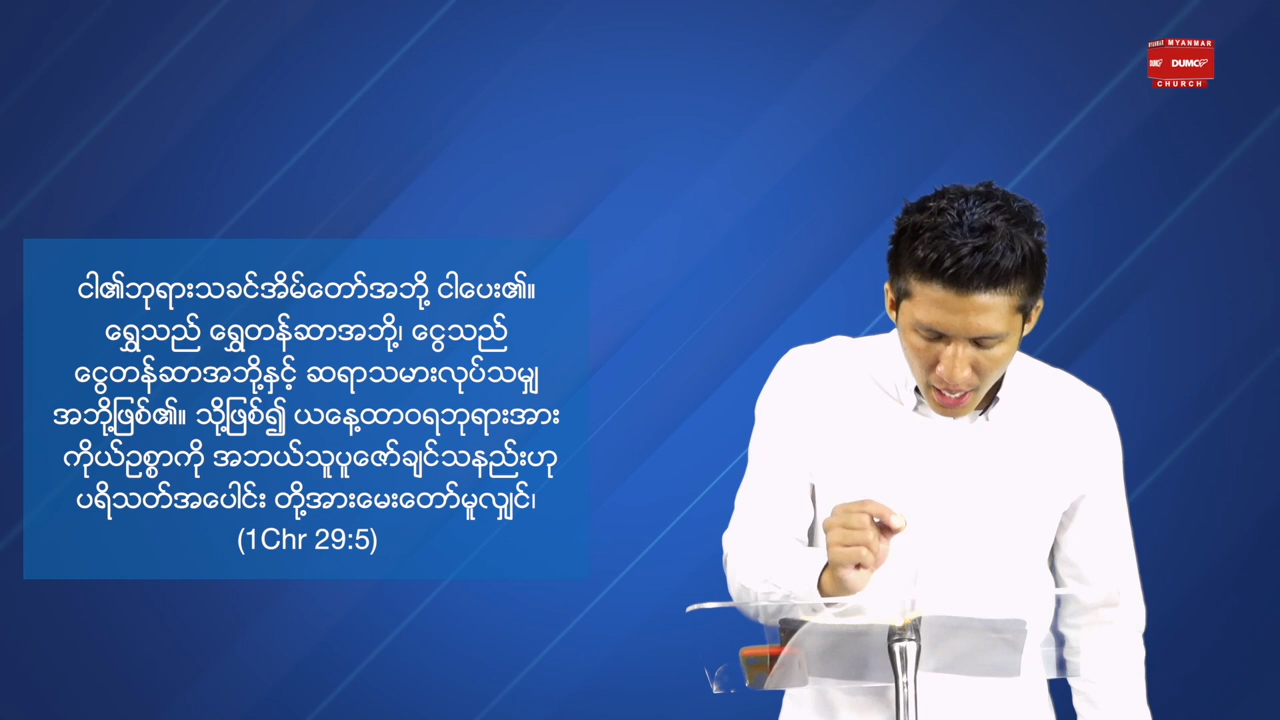 MYANMAR MYANMAR
DUMC DUMC
CHURCH
ငါ၏ဘုရားသခင်အိမ်တော်အဘို့ ငါပေး၏။
ရွှေသည် ရွှေတန်ဆာအဘို့၊ ငွေသည်
ငွေတန်ဆာအဘို့နှင့် ဆရာသမားလုပ်သမျှ
အဘို့ဖြစ်၏။ သို့ဖြစ်၍ ယနေ့ထာဝရဘုရားအား
ကိုယ်ဥစ္စာကို အဘယ်သူပူဇော်ချင်သနည်းဟု
ပရိသတ်အပေါင်း တို့အားမေးတော်မူလျှင်၊
(1Chr 29:5)